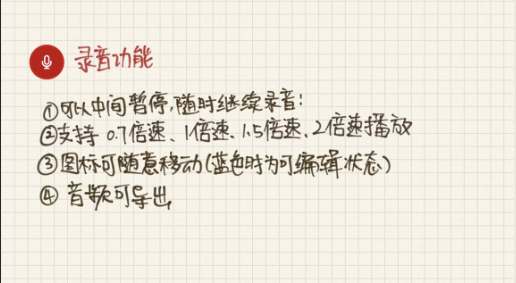 录音功能
①可以中间暂停,随时继续录音:
②支持 0.7倍速、1倍速、1.5倍速、2倍速播放
③图标可随意移动(蓝色时为可编辑状态)
④ 音频可导出